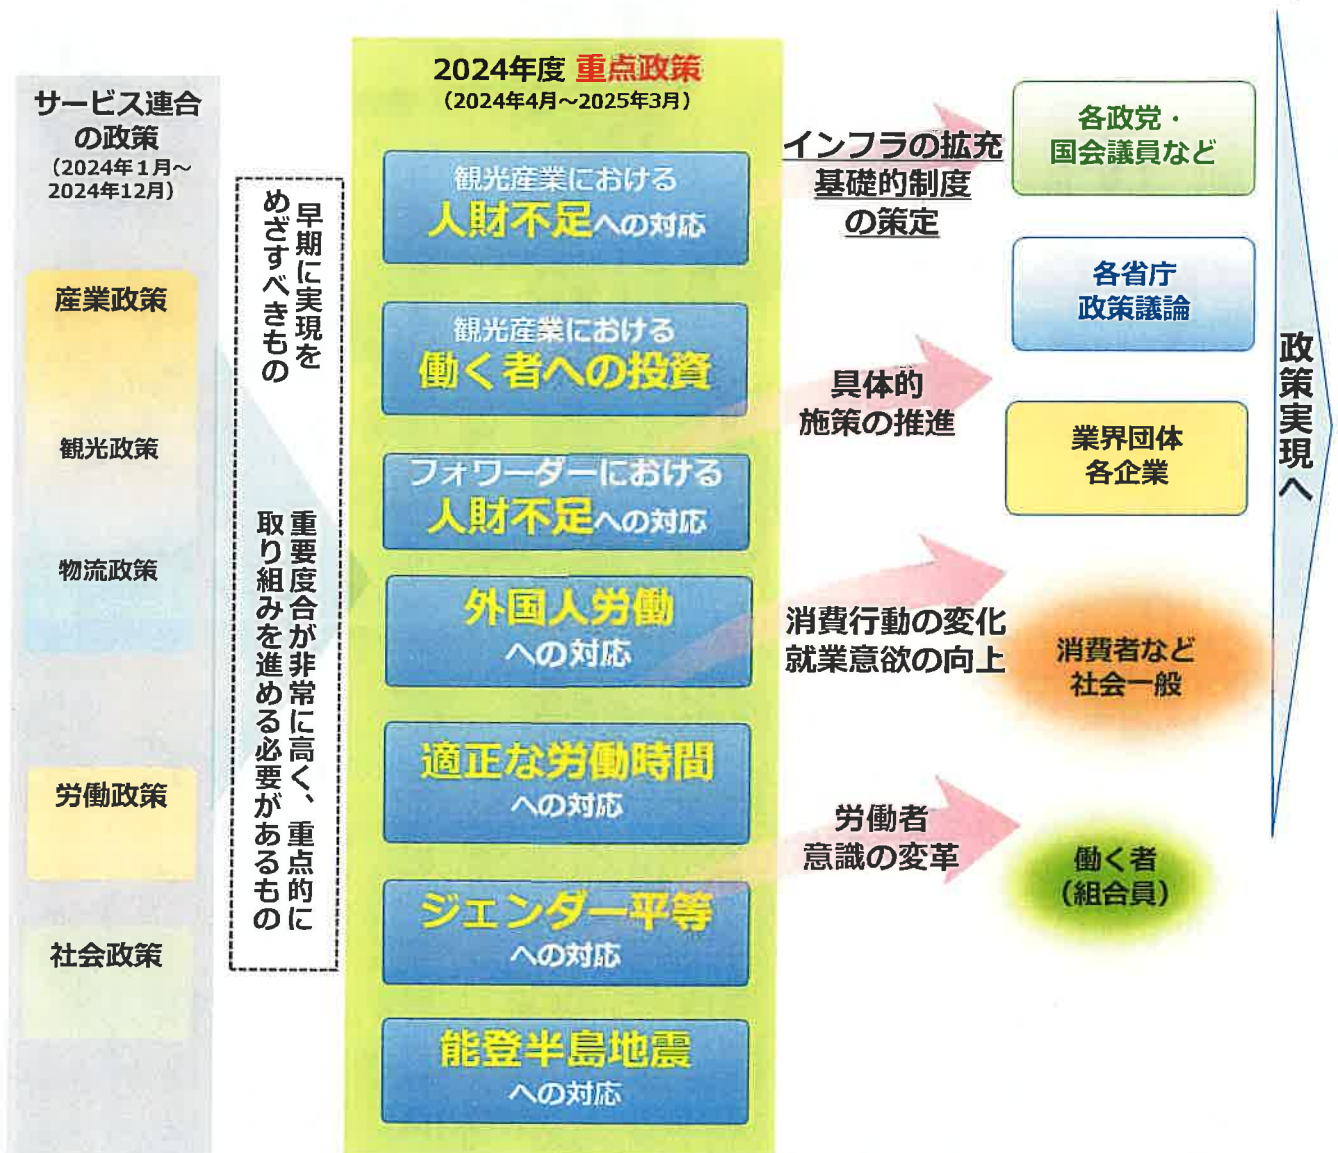 サービス連合
の政策
（2024年１月～
2024年12月）
産業政策
観光政策
物流政策
労働政策
社会政策
早期に実現を
めざすべきもの
重要度合が非常に高く、重点的に
取り組みを進める必要があるもの
2024年度 重点政策
（2024年4月～2025年3月）
観光産業における
人財不足への対応
観光産業における
働く者への投資
フォワーダーにおける
人財不足への対応
外国人労働
への対応
適正な労働時間
への対応
ジェンダー平等
への対応
能登半島地震
への対応
インフラの拡充
基礎的制度
の策定
具体的
施策の推進
消費行動の変化
就業意欲の向上
労働者
意識の変革
各政党・
国会議員など
各省庁
政策議論
業界団体
各企業
消費者など
社会一般
働く者
（組合員）
政策実現へ